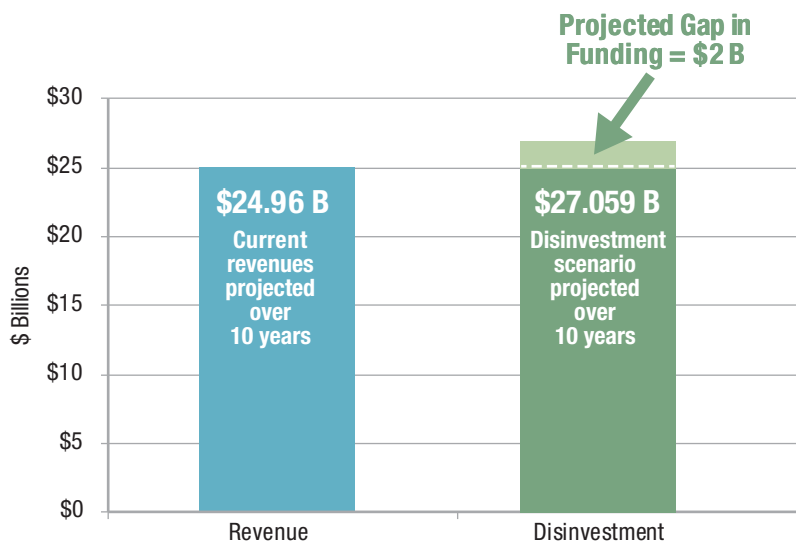 Projected Gap in
Funding = $2 B
$30
$25
$20
$15
$10
$5
$0
$ Billions
$24.96 B
Current
revenues
projected
over
10 years
$27.059 B
Disinvestment
scenario
projected
over
10 years
Revenue
Disinvestment